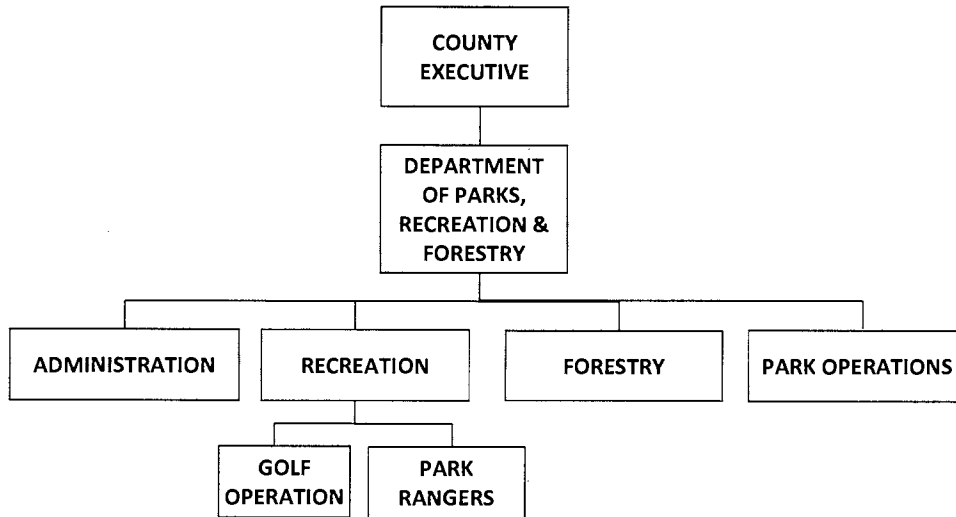 COUNTY
EXECUTIVE
DEPARTMENT
OF PARKS,
RECREATION &
FORESTRY
ADMINISTRATION
RECREATION
FORESTRY
PARK OPERATIONS
GOLF
OPERATION
PARK
RANGERS